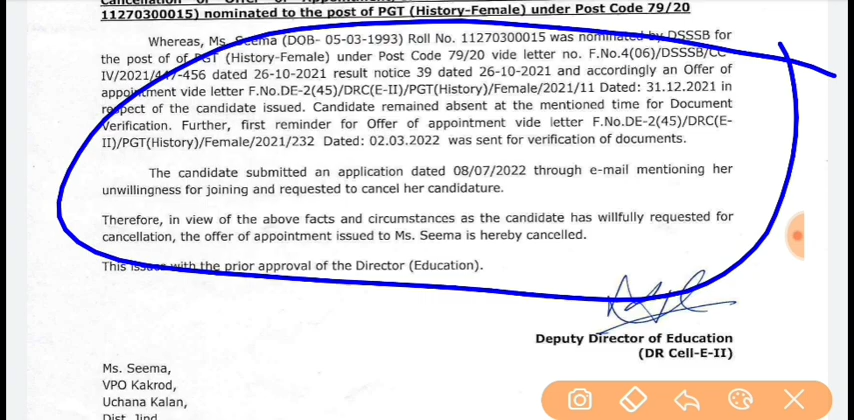 Cancellation of Offer of Appointment
11270300015) nominated to the post of PGT (History-Female) under Post Code 79/20
Whereas, Ms. Seema (DOB- 05-03-1993) Roll No. 11270300015 was nominated by DSSSB for
the post of of PGT (History-Female) under Post Code 79/20 vide letter no. F.No.4(06)/DSSSB/CC
IV/2021/447-456 dated 26-10-2021 result notice 39 dated 26-10-2021 and accordingly an Offer of
appointment vide letter F.No.DE-2(45)/DRC(E-II)/PGT(History)/Female/2021/11 Dated: 31.12.2021 in
respect of the candidate issued. Candidate remained absent at the mentioned time for Document
Verification. Further, first reminder for Offer of appointment vide letter F.No.DE-2(45)/DRC(E-
II)/PGT(History)/Female/2021/232 Dated: 02.03.2022 was sent for verification of documents.
The candidate submitted an application dated 08/07/2022 through e-mail mentioning her
unwillingness for joining and requested to cancel her candidature.
Therefore, in view of the above facts and circumstances as the candidate has willfully requested for
cancellation, the offer of appointment issued to Ms. Seema is hereby cancelled.
This issues with the prior approval of the Director (Education).
Deputy Director of Education
(DR Cell-E-II)
Ms. Seema,
VPO Kakrod,
Uchana Kalan,
Dist. Jind